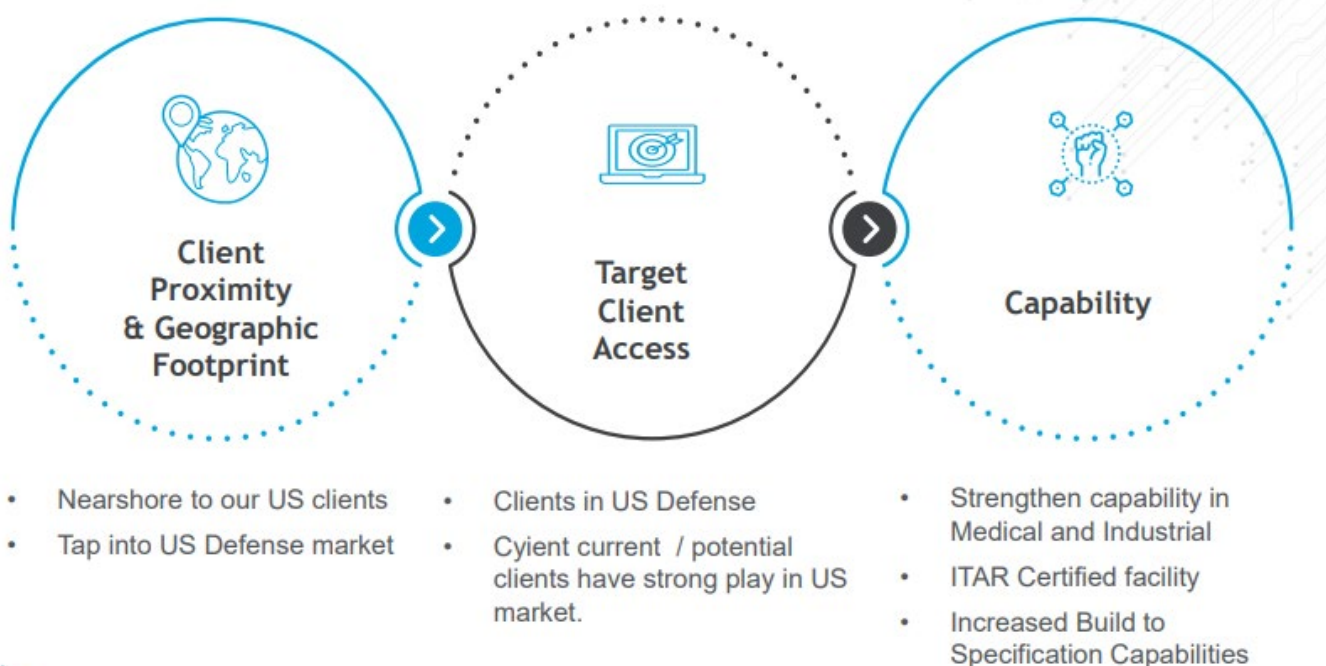 Client
Proximity
& Geographic
Footprint
Target
Client
Access
Capability
• Nearshore to our US clients
• Tap into US Defense market
• Clients in US Defense
• Cyient current / potential
clients have strong play in US
market.
• Strengthen capability in
Medical and Industrial
• ITAR Certified facility
• Increased Build to
Specification Capabilities